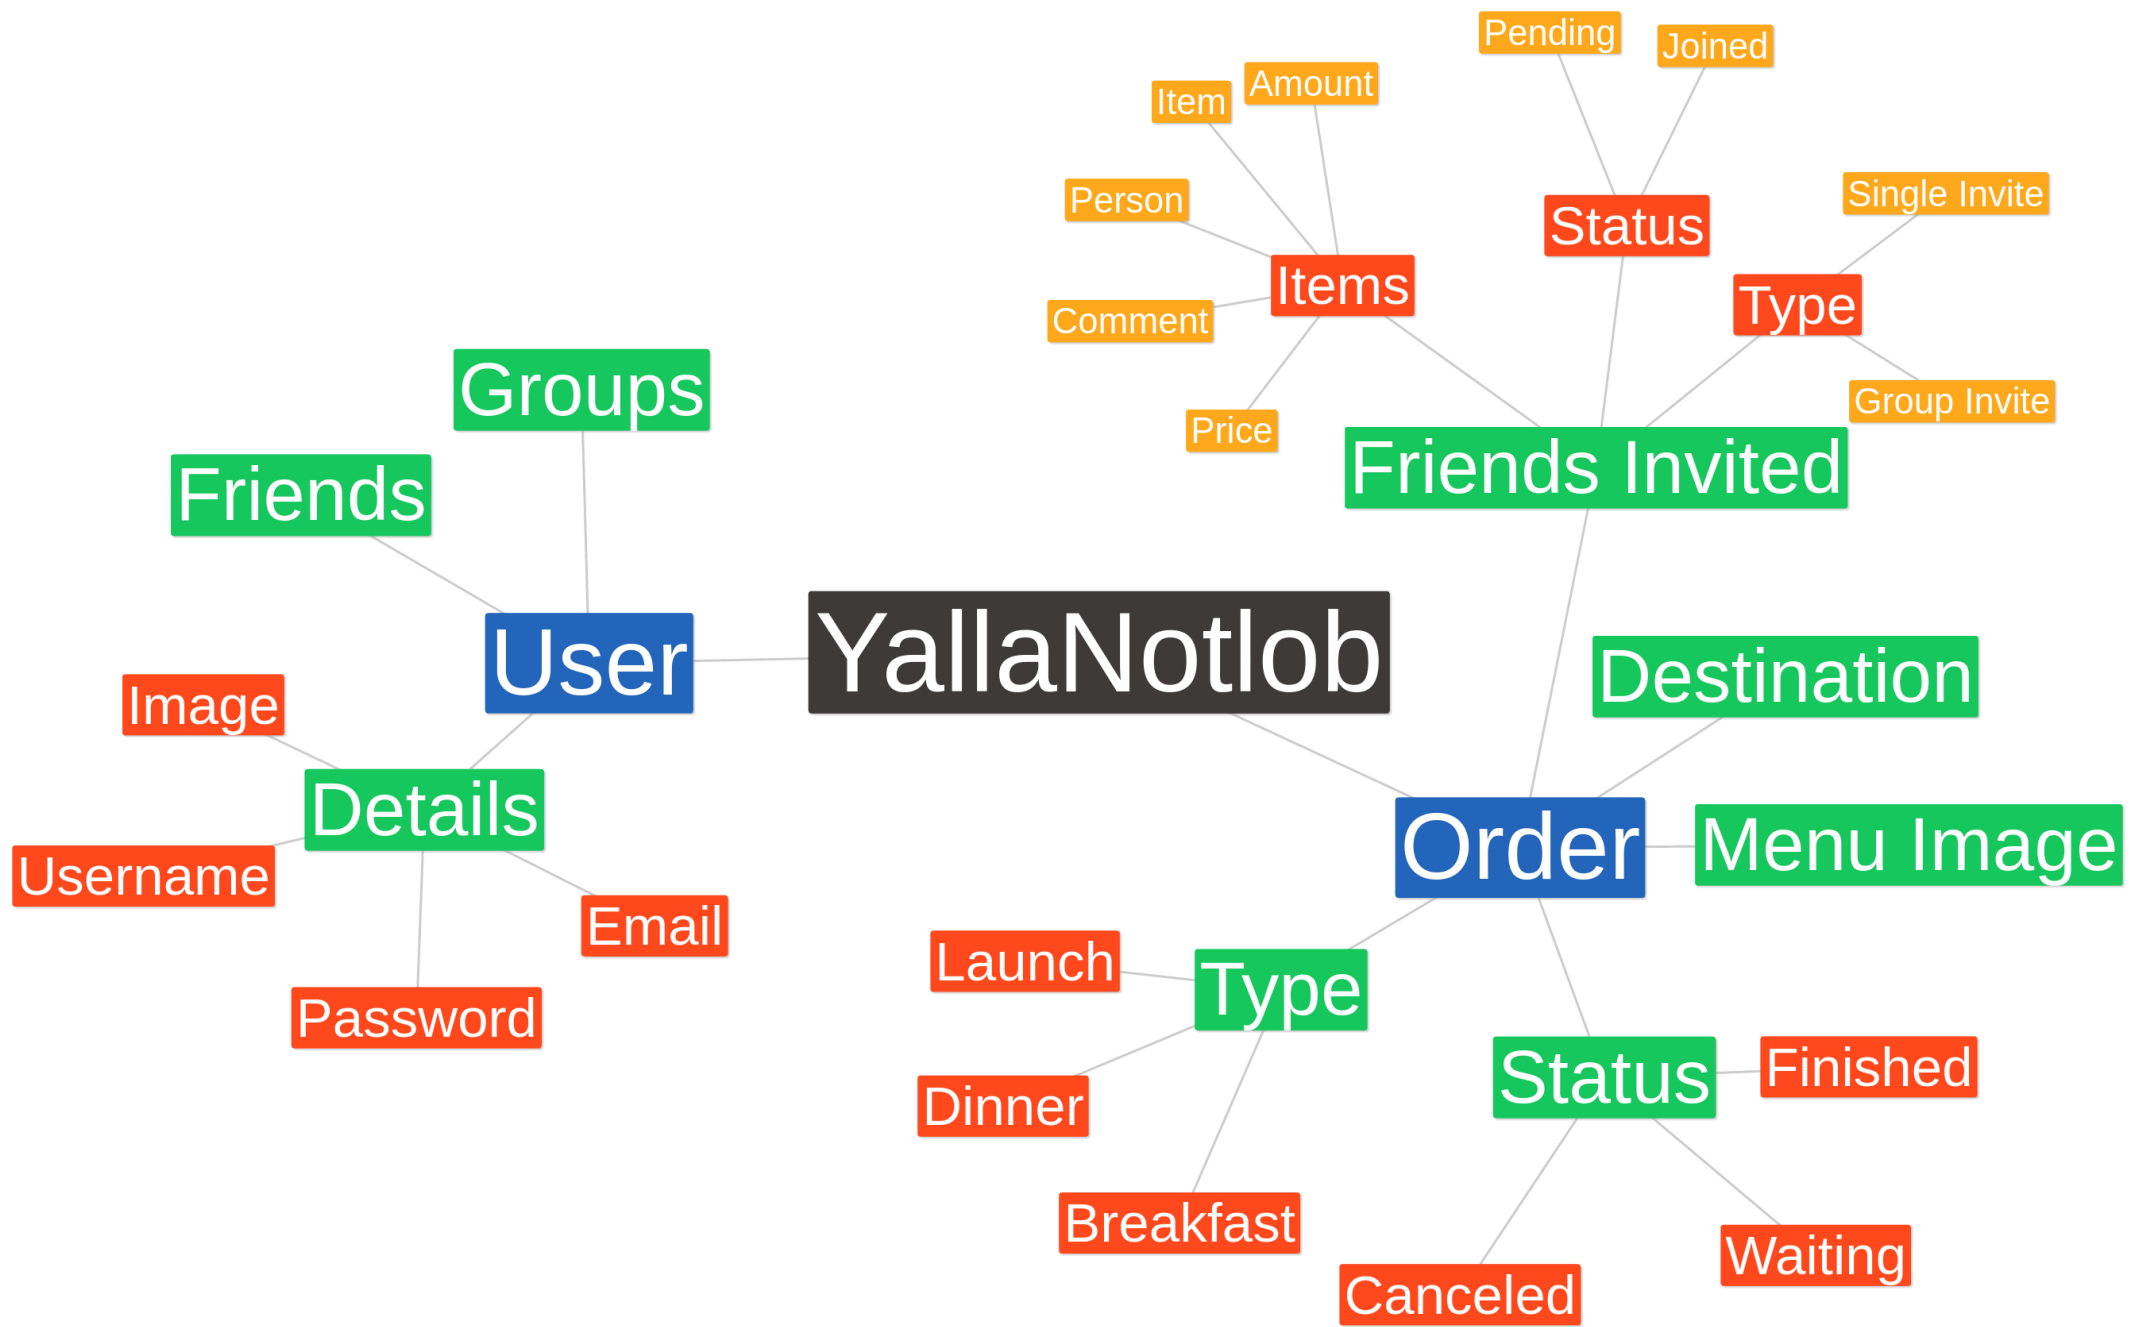 Pending
Joined
Amount
Item
Person
Single Invite
Status
Items
Type
Comment
Group Invite
Price
Groups
Friends Invited
Friends
User
YallaNotlob
Destination
Image
Details
Order
Menu Image
Username
Email
Launch
Type
Password
Status
Finished
Dinner
Breakfast
Waiting
Canceled